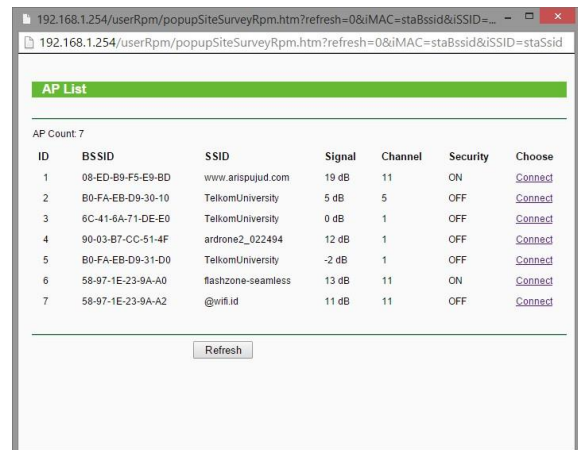 192.168.1.254/userRpm/popupSiteSurveyRpm.htm?refresh=0&iMAC=staBssid&iSSID=...
192.168.1.254/userRpm/popupSiteSurveyRpm.htm?refresh=0&iMAC=staBssid&iSSID=staSsid
AP List
AP Count: 7
ID BSSID SSID Signal Channel Security Choose
1 08-ED-B9-F5-E9-BD www.arispujud.com 19 dB 11 ON Connect
2 B0-FA-EB-D9-30-10 TelkomUniversity 5 dB 5 OFF Connect
3 6C-41-6A-71-DE-E0 TelkomUniversity 0 dB 1 OFF Connect
4 90-03-B7-CC-51-4F ardrone2_022494 12 dB 1 OFF Connect
5 B0-FA-EB-D9-31-D0 TelkomUniversity -2 dB 1 OFF Connect
6 58-97-1E-23-9A-A0 flashzone-seamless 13 dB 11 ON Connect
7 58-97-1E-23-9A-A2 @wifi.id 11 dB 11 OFF Connect
Refresh